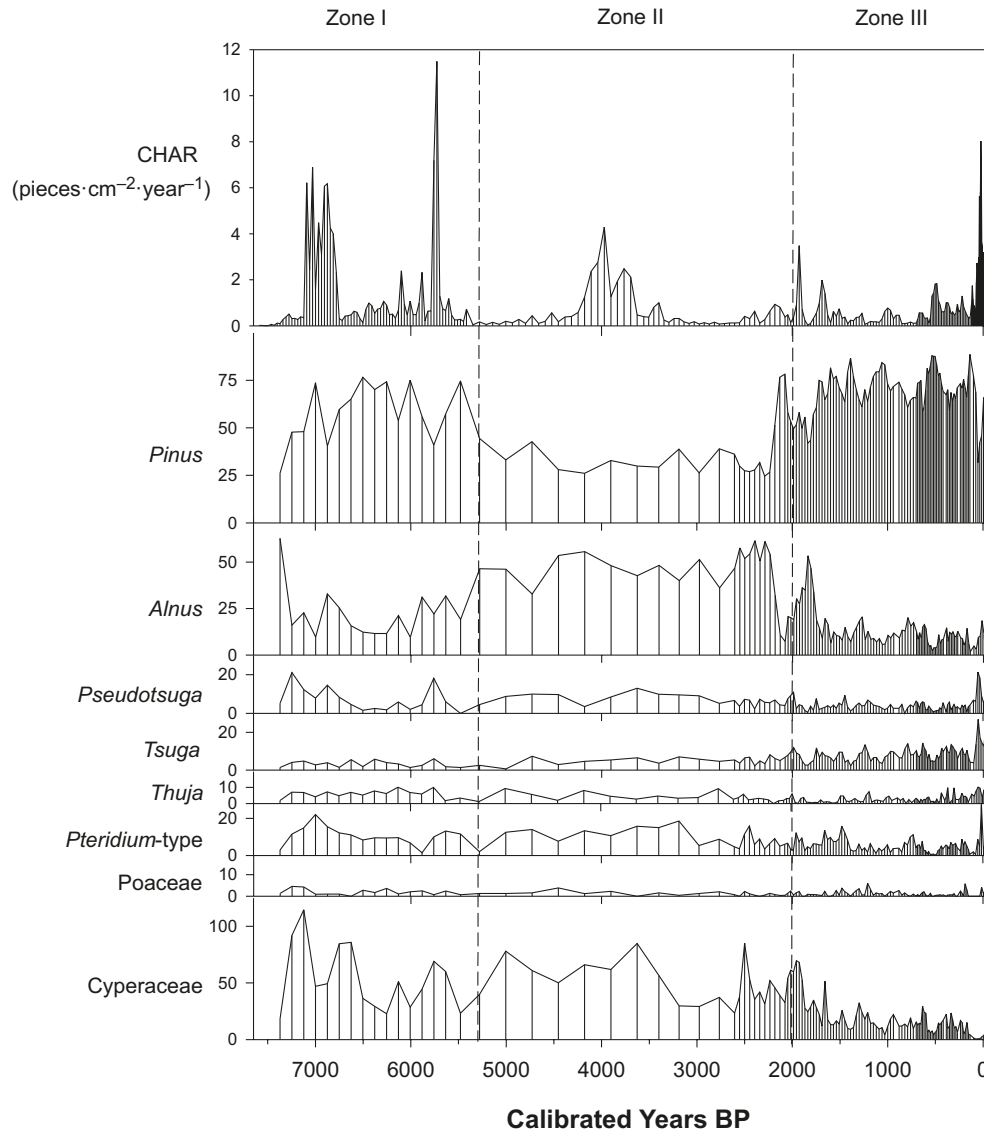 Zone I Zone II Zone III
12
10
8
6
4
2
0
CHAR
(pieces·cm–2·year–1)
75
50
25
0
Pinus
50
25
0
Alnus
20
0
Pseudotsuga
20
0
Tsuga
10
0
Thuja
20
0
Pteridium-type
10
0
Poaceae
100
50
0
Cyperaceae
7000 6000 5000 4000 3000 2000 1000 0
Calibrated Years BP